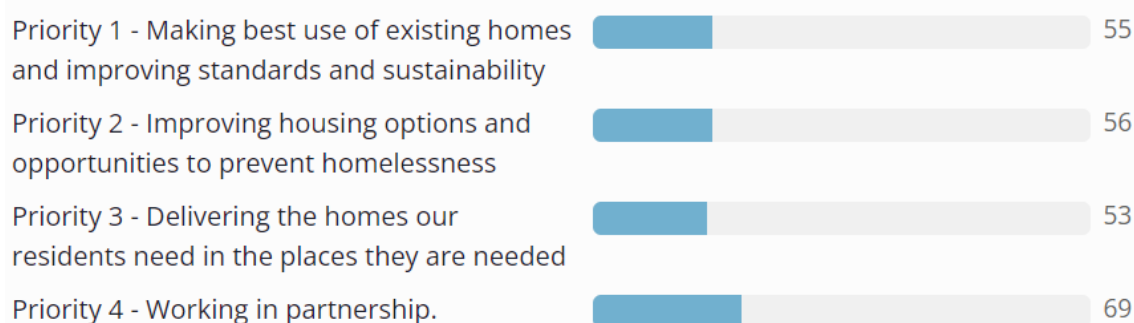 Priority 1 - Making best use of existing homes 55
and improving standards and sustainability
Priority 2 - Improving housing options and 56
opportunities to prevent homelessness
Priority 3 - Delivering the homes our 53
residents need in the places they are needed
Priority 4 - Working in partnership. 69